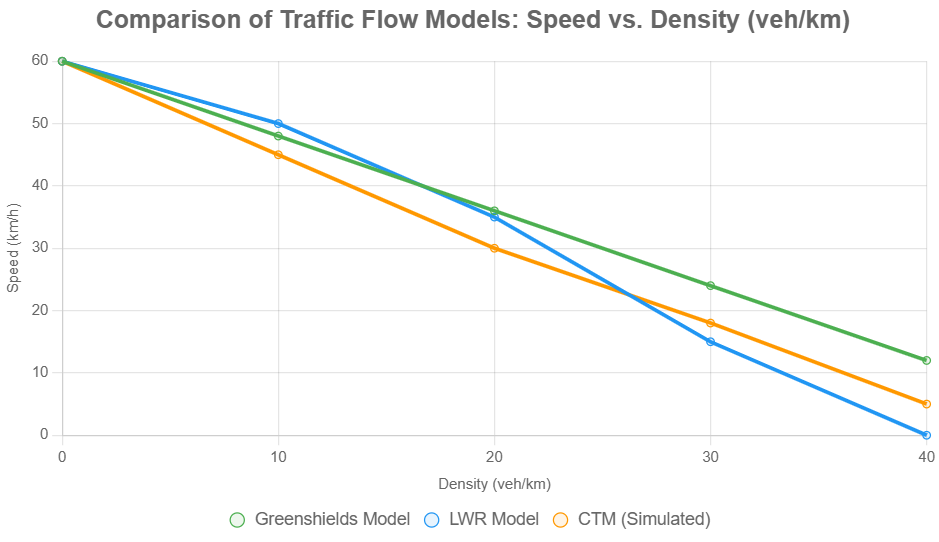 Comparison of Traffic Flow Models: Speed vs. Density (veh/km)
60
50
40
30
20
10
0
Speed (km/h)
0 10 20 30 40
Density (veh/km)
Greenshields Model LWR Model CTM (Simulated)